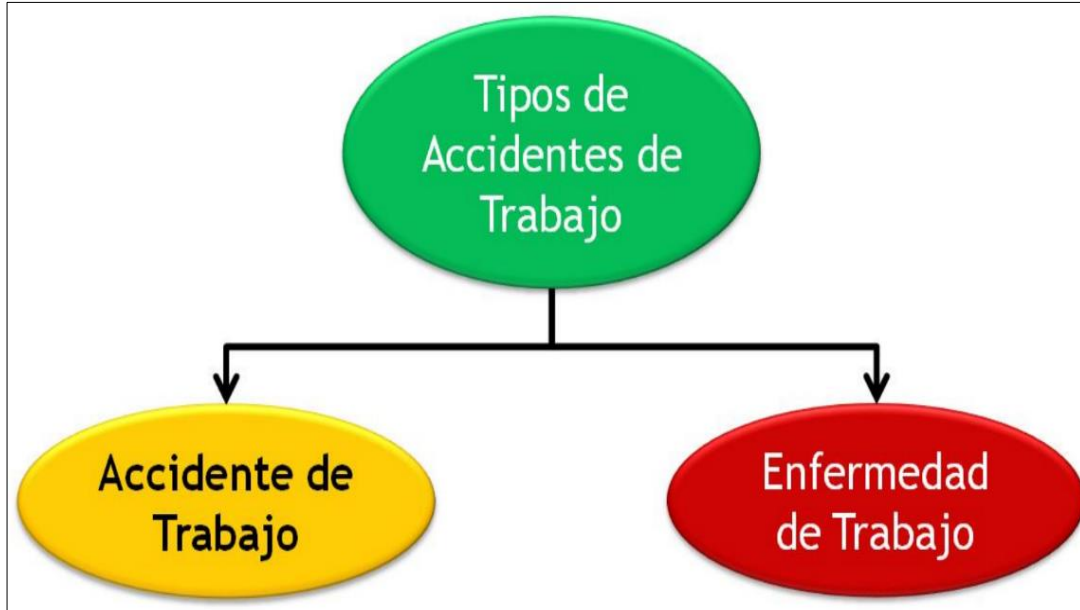 Tipos de
Accidentes de
Trabajo
Accidente de
Trabajo
Enfermedad
de Trabajo